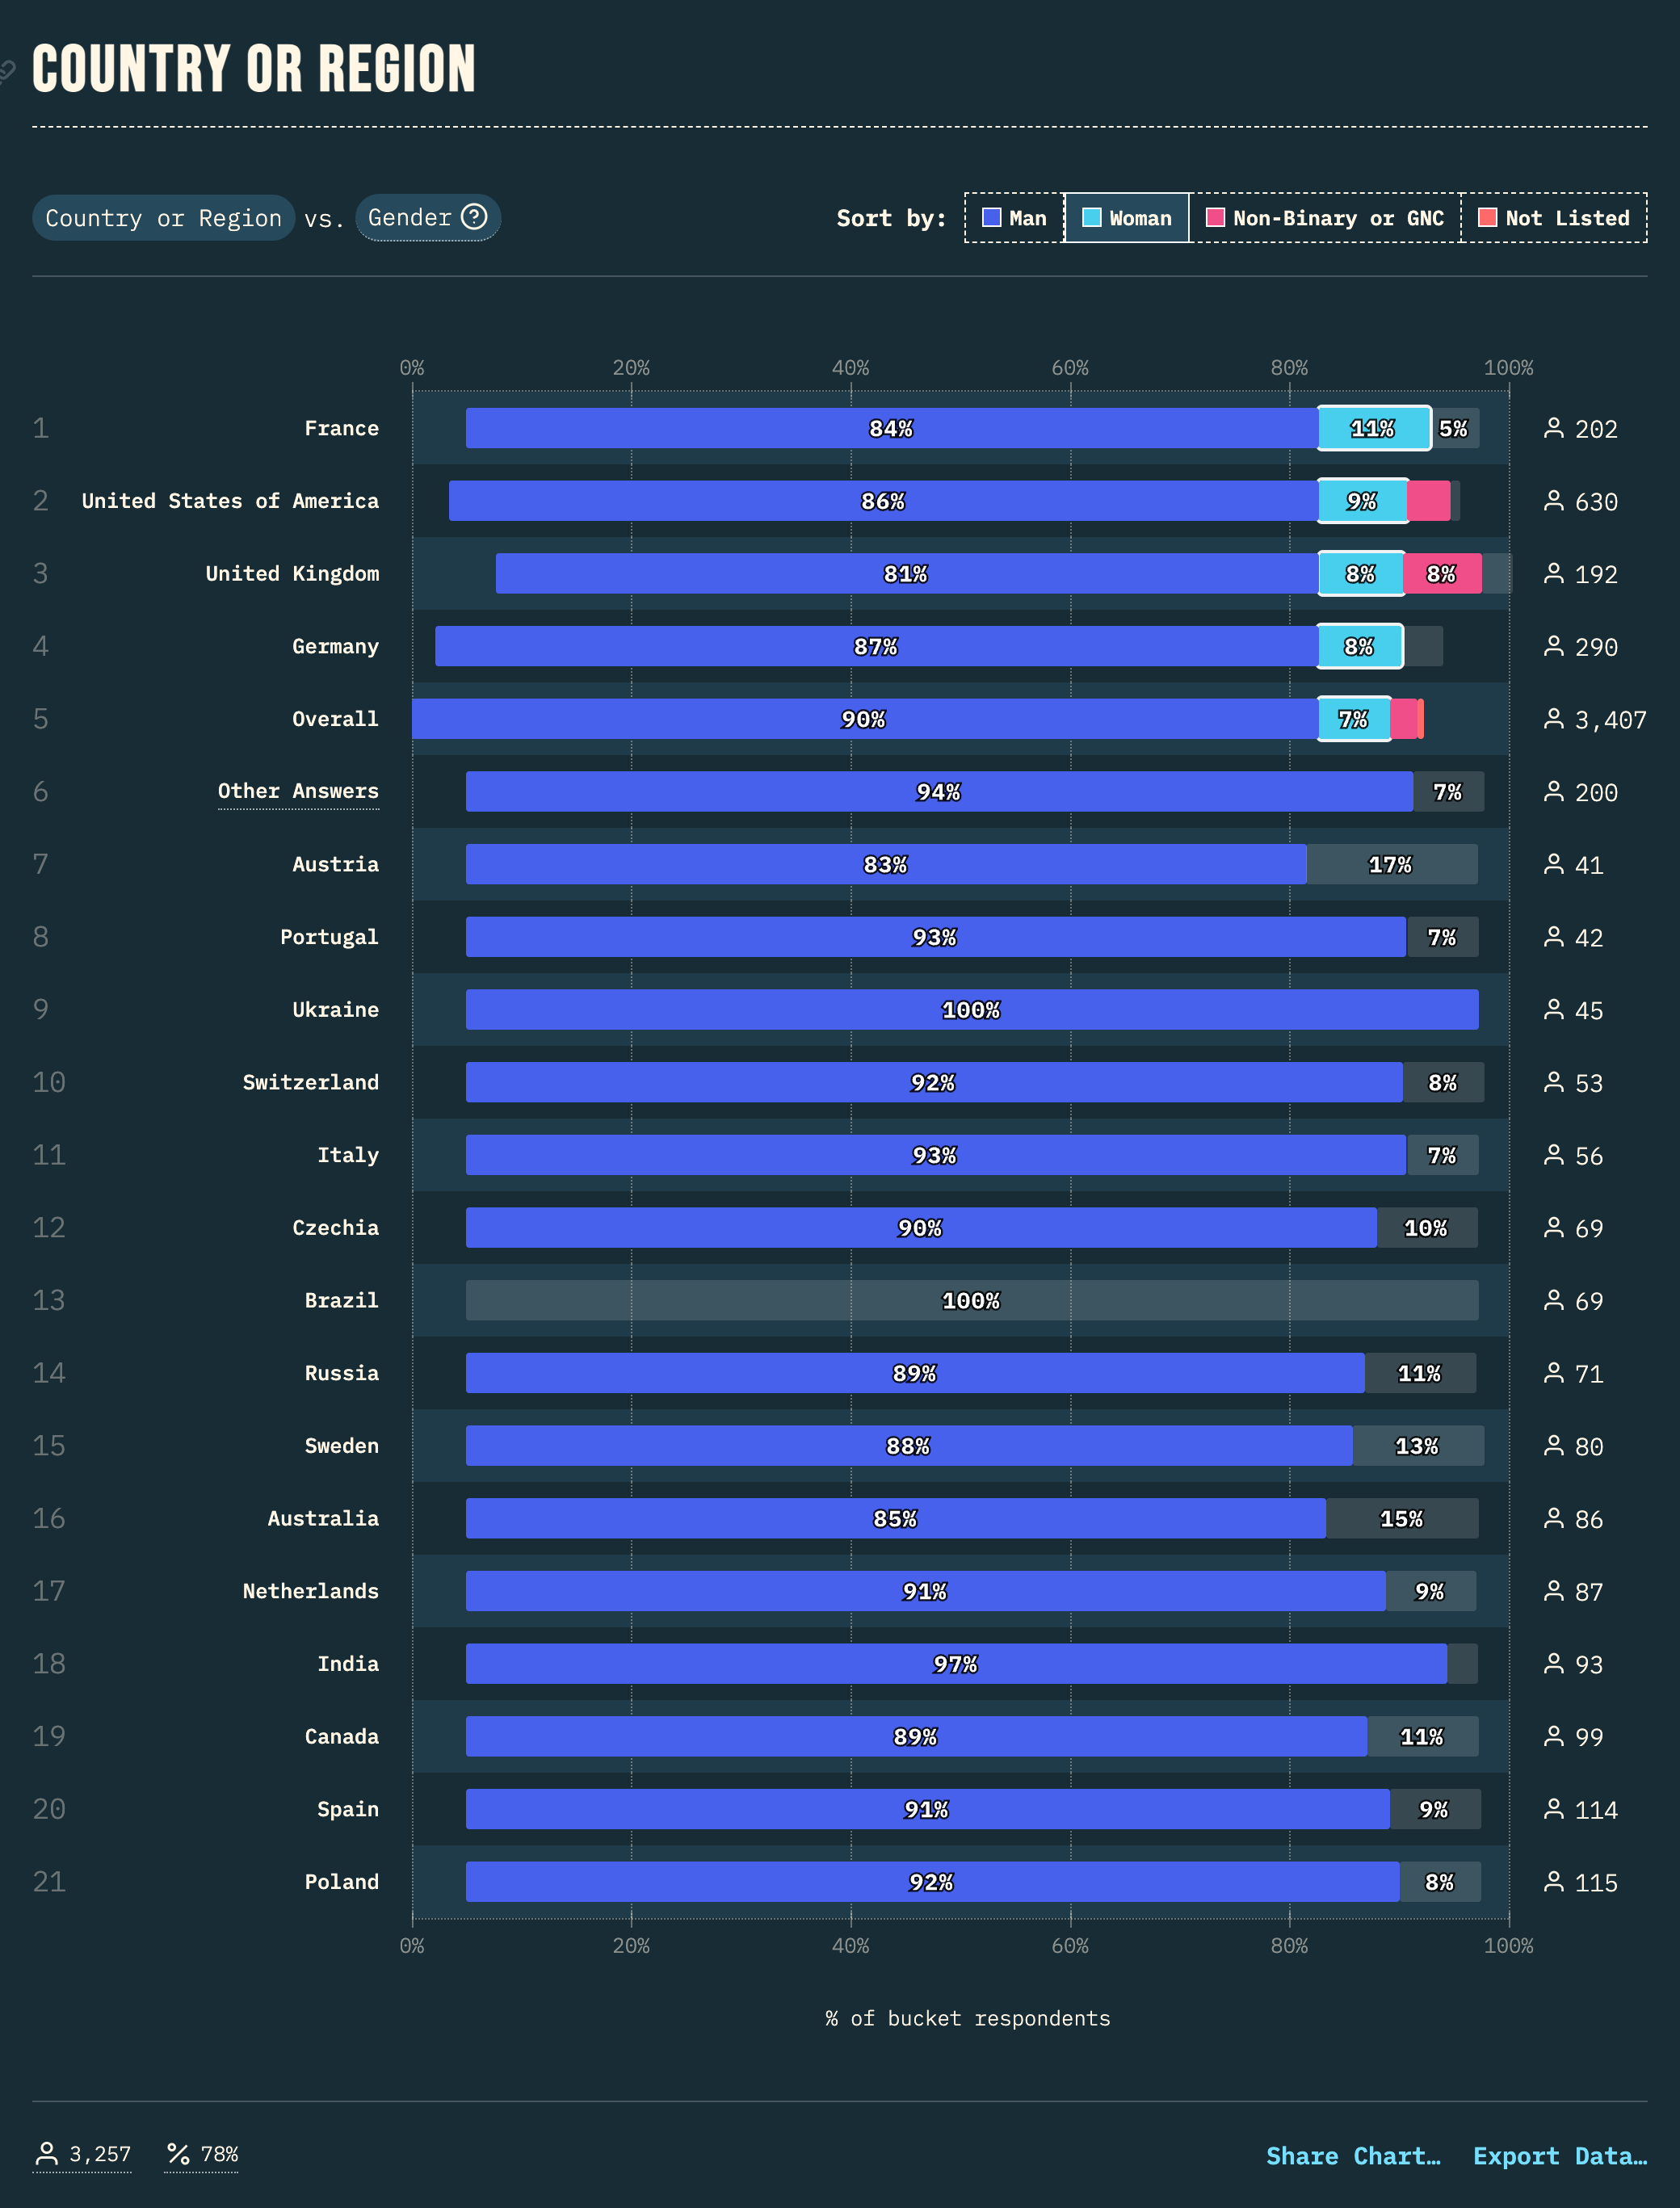 COUNTRY OR REGION
Country or Region vs. Gender ?
Sort by: Man Woman Non-Binary or GNC Not Listed
0% 20% 40% 60% 80% 100%
1 France 84% 11% 5% 202
2 United States of America 86% 9% 630
3 United Kingdom 81% 8% 8% 192
4 Germany 87% 8% 290
5 Overall 90% 7% 3,407
6 Other Answers 94% 7% 200
7 Austria 83% 17% 41
8 Portugal 93% 7% 42
9 Ukraine 100% 45
10 Switzerland 92% 8% 53
11 Italy 93% 7% 56
12 Czechia 90% 10% 69
13 Brazil 100% 69
14 Russia 89% 11% 71
15 Sweden 88% 13% 80
16 Australia 85% 15% 86
17 Netherlands 91% 9% 87
18 India 97% 93
19 Canada 89% 11% 99
20 Spain 91% 9% 114
21 Poland 92% 8% 115
0% 20% 40% 60% 80% 100%
% of bucket respondents
3,257 % 78% Share Chart… Export Data…